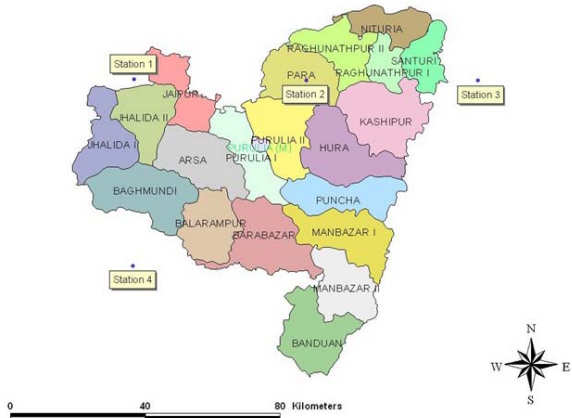 NITURIA
RAGHUNATHPUR II
SANTURI
Station 1
PARA
RAGHUNATHPUR I
JAIPUR
Station 2
Station 3
JHALIDA II
KASHIPUR
JHALIDA I
PURULIA II
PURULIA (M)
HURA
ARSA
PURULIA I
BAGHMUNDI
PUNCHA
BALARAMPUR
BARABAZAR
MANBAZAR I
Station 4
MANBAZAR II
BANDUAN
N
W E
S
0 40 80 Kilometers